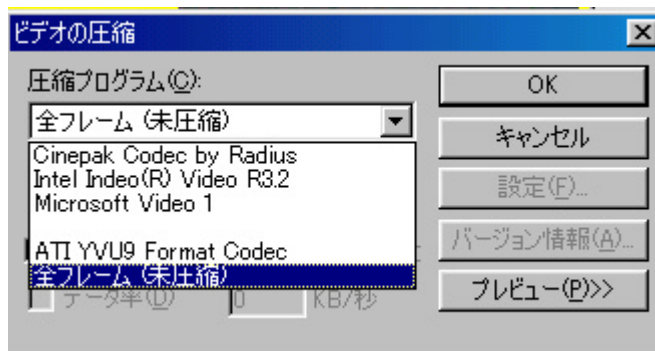 ビデオの圧縮
圧縮プログラム(C):
全フレーム (未圧縮)
Cinepak Codec by Radius
Intel Indeo(R) Video R3.2
Microsoft Video 1
ATI YVU9 Format Codec
全フレーム (未圧縮)
データ率(D)
0
KB/秒
OK
キャンセル
設定(F)...
バージョン情報(A)...
プレビュー(P)>>